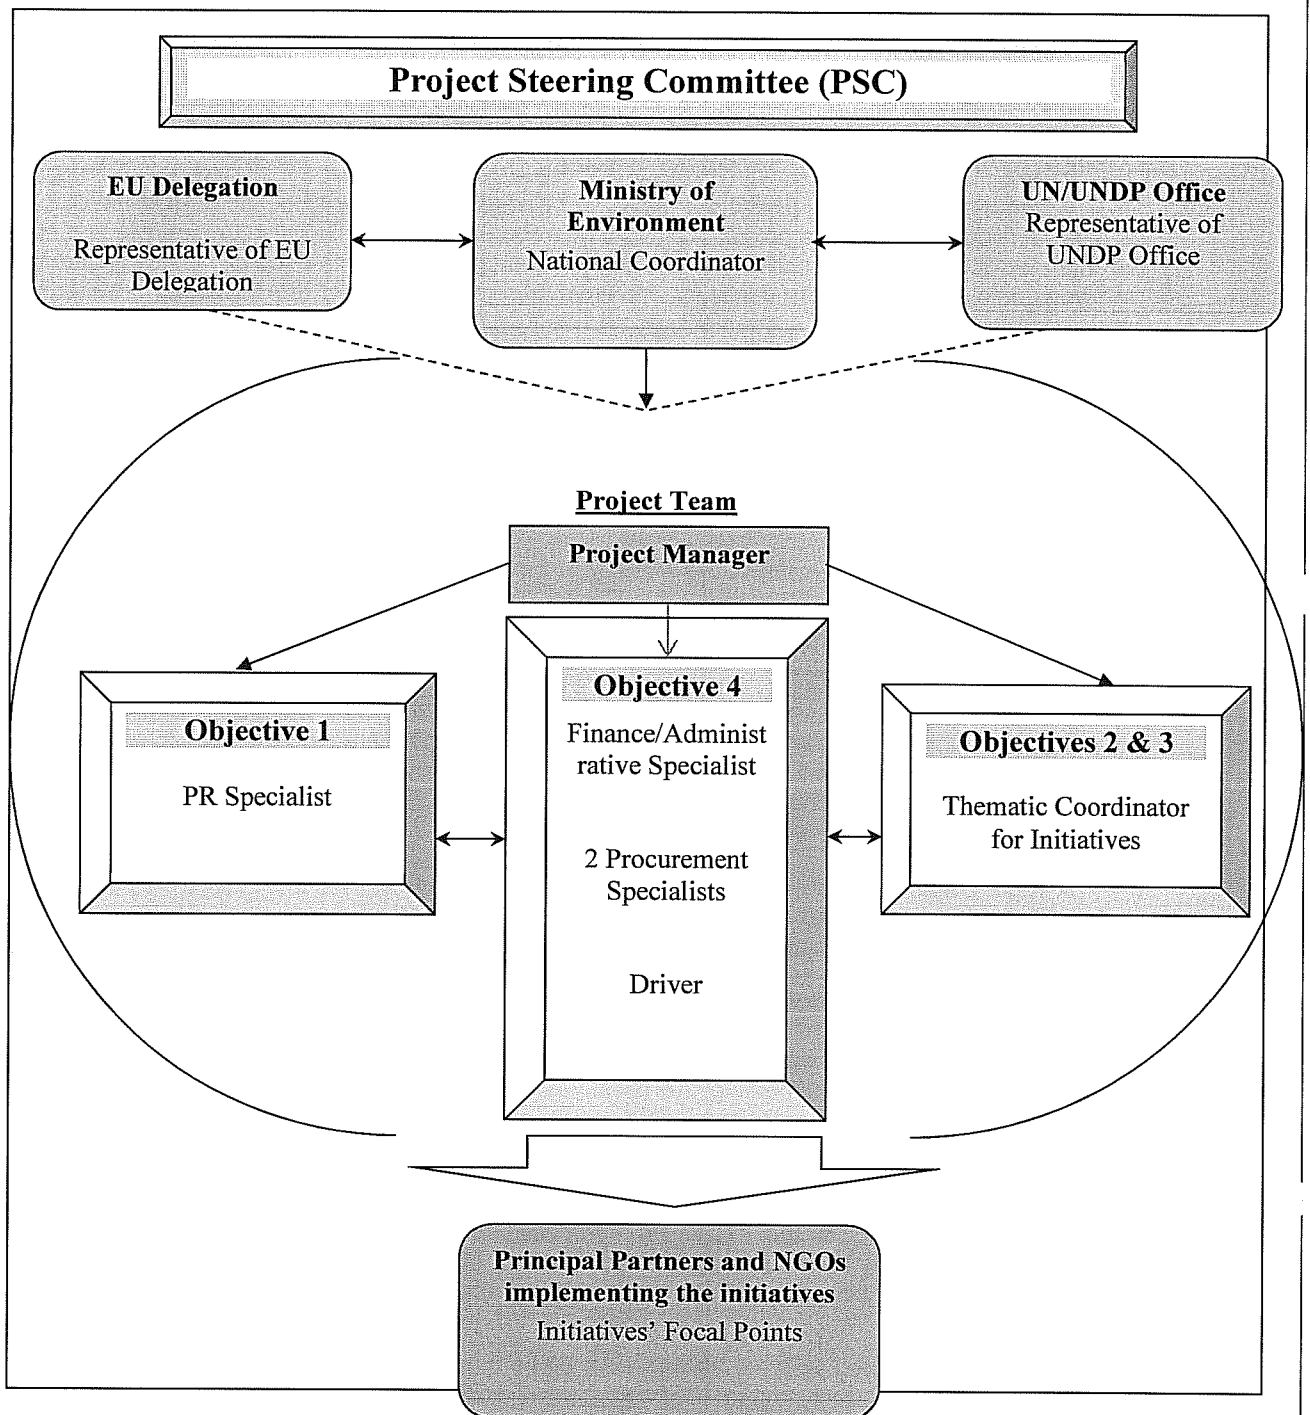 Project Steering Committee (PSC)
EU Delegation
Representative of EU
Delegation
Ministry of
Environment
National Coordinator
UN/UNDP Office
Representative of
UNDP Office
Project Team
Project Manager
Objective 1
PR Specialist
Objective 4
Finance/Administ
rative Specialist
2 Procurement
Specialists
Driver
Objectives 2 & 3
Thematic Coordinator
for Initiatives
Principal Partners and NGOs
implementing the initiatives
Initiatives’ Focal Points